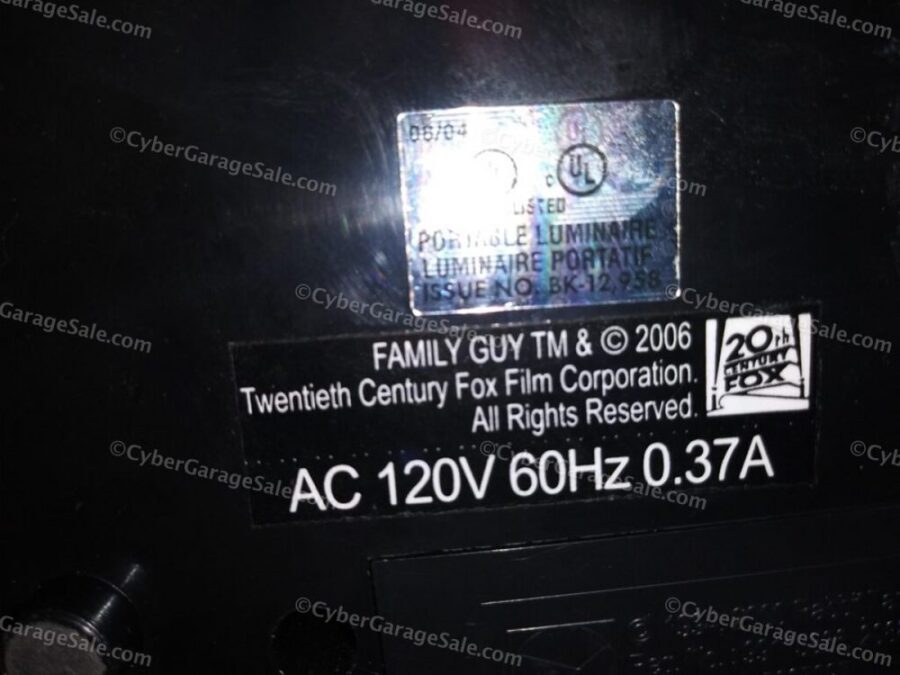 ©CyberGarageSale.com
06/04
UL
c UL
LISTED
PORTABLE LUMINAIRE
LUMINAIRE PORTATIF
ISSUE NO. BK-12,958
FAMILY GUY TM & © 2006
Twentieth Century Fox Film Corporation.
All Rights Reserved.
20th
CENTURY
FOX
AC 120V 60Hz 0.37A